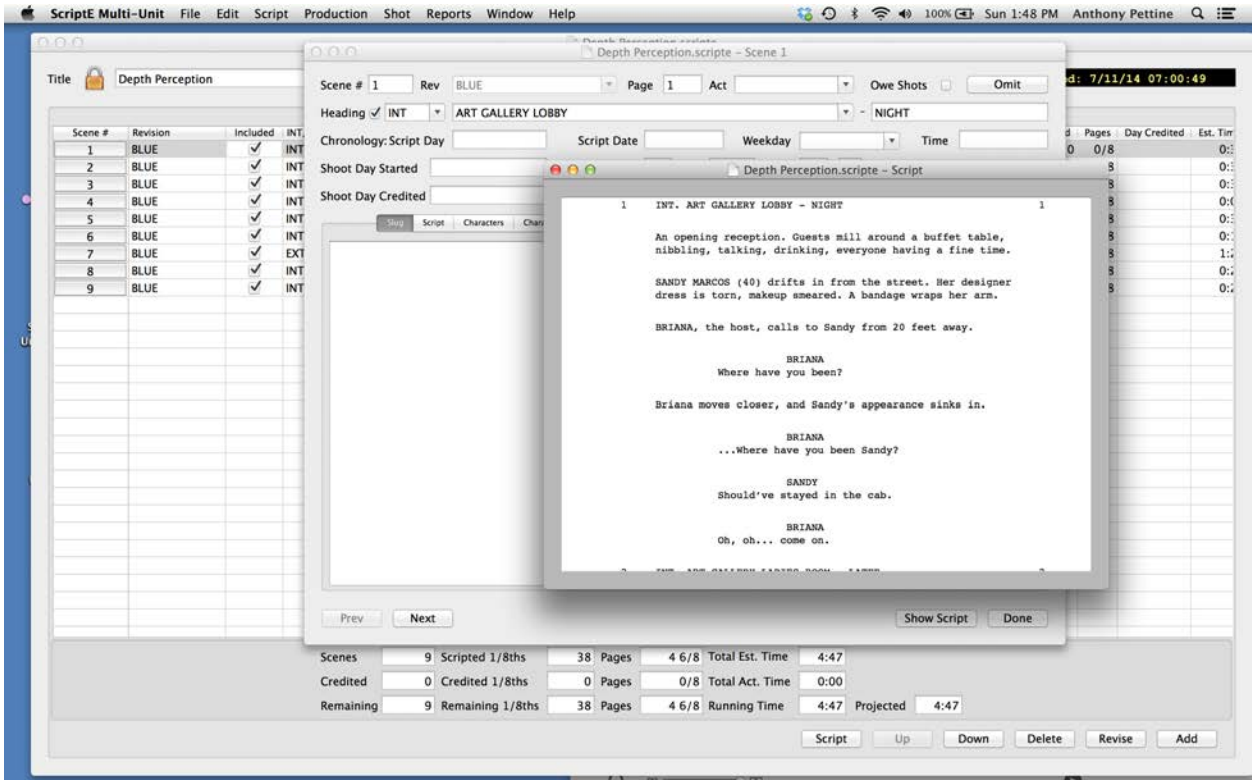 ScriptE Multi-Unit File Edit Script Production Shot Reports Window Help 100% Sun 1:48 PM Anthony Pettine
Depth Perception.scripte – Scene 1
Title Depth Perception
d: 7/11/14 07:00:49
Scene # 1 Rev BLUE Page 1 Act Owe Shots Omit
Heading INT ART GALLERY LOBBY - NIGHT
Chronology: Script Day Script Date Weekday Time
Shoot Day Started
Shoot Day Credited
Slug Script Characters Char
Scene # Revision Included INT
Pages Day Credited Est. Tim
1 BLUE INT 0 0/8 0:
2 BLUE INT
3 BLUE INT
4 BLUE INT
5 BLUE INT
6 BLUE INT
7 BLUE EXT
8 BLUE INT
9 BLUE INT
Depth Perception.scripte – Script
1 INT. ART GALLERY LOBBY - NIGHT 1
An opening reception. Guests mill around a buffet table,
nibbling, talking, drinking, everyone having a fine time.
SANDY MARCOS (40) drifts in from the street. Her designer
dress is torn, makeup smeared. A bandage wraps her arm.
BRIANA, the host, calls to Sandy from 20 feet away.
BRIANA
Where have you been?
Briana moves closer, and Sandy's appearance sinks in.
BRIANA
...Where have you been Sandy?
SANDY
Should've stayed in the cab.
BRIANA
Oh, oh... come on.
Prev Next Show Script Done
Scenes 9 Scripted 1/8ths 38 Pages 4 6/8 Total Est. Time 4:47
Credited 0 Credited 1/8ths 0 Pages 0/8 Total Act. Time 0:00
Remaining 9 Remaining 1/8ths 38 Pages 4 6/8 Running Time 4:47 Projected 4:47
Script Up Down Delete Revise Add